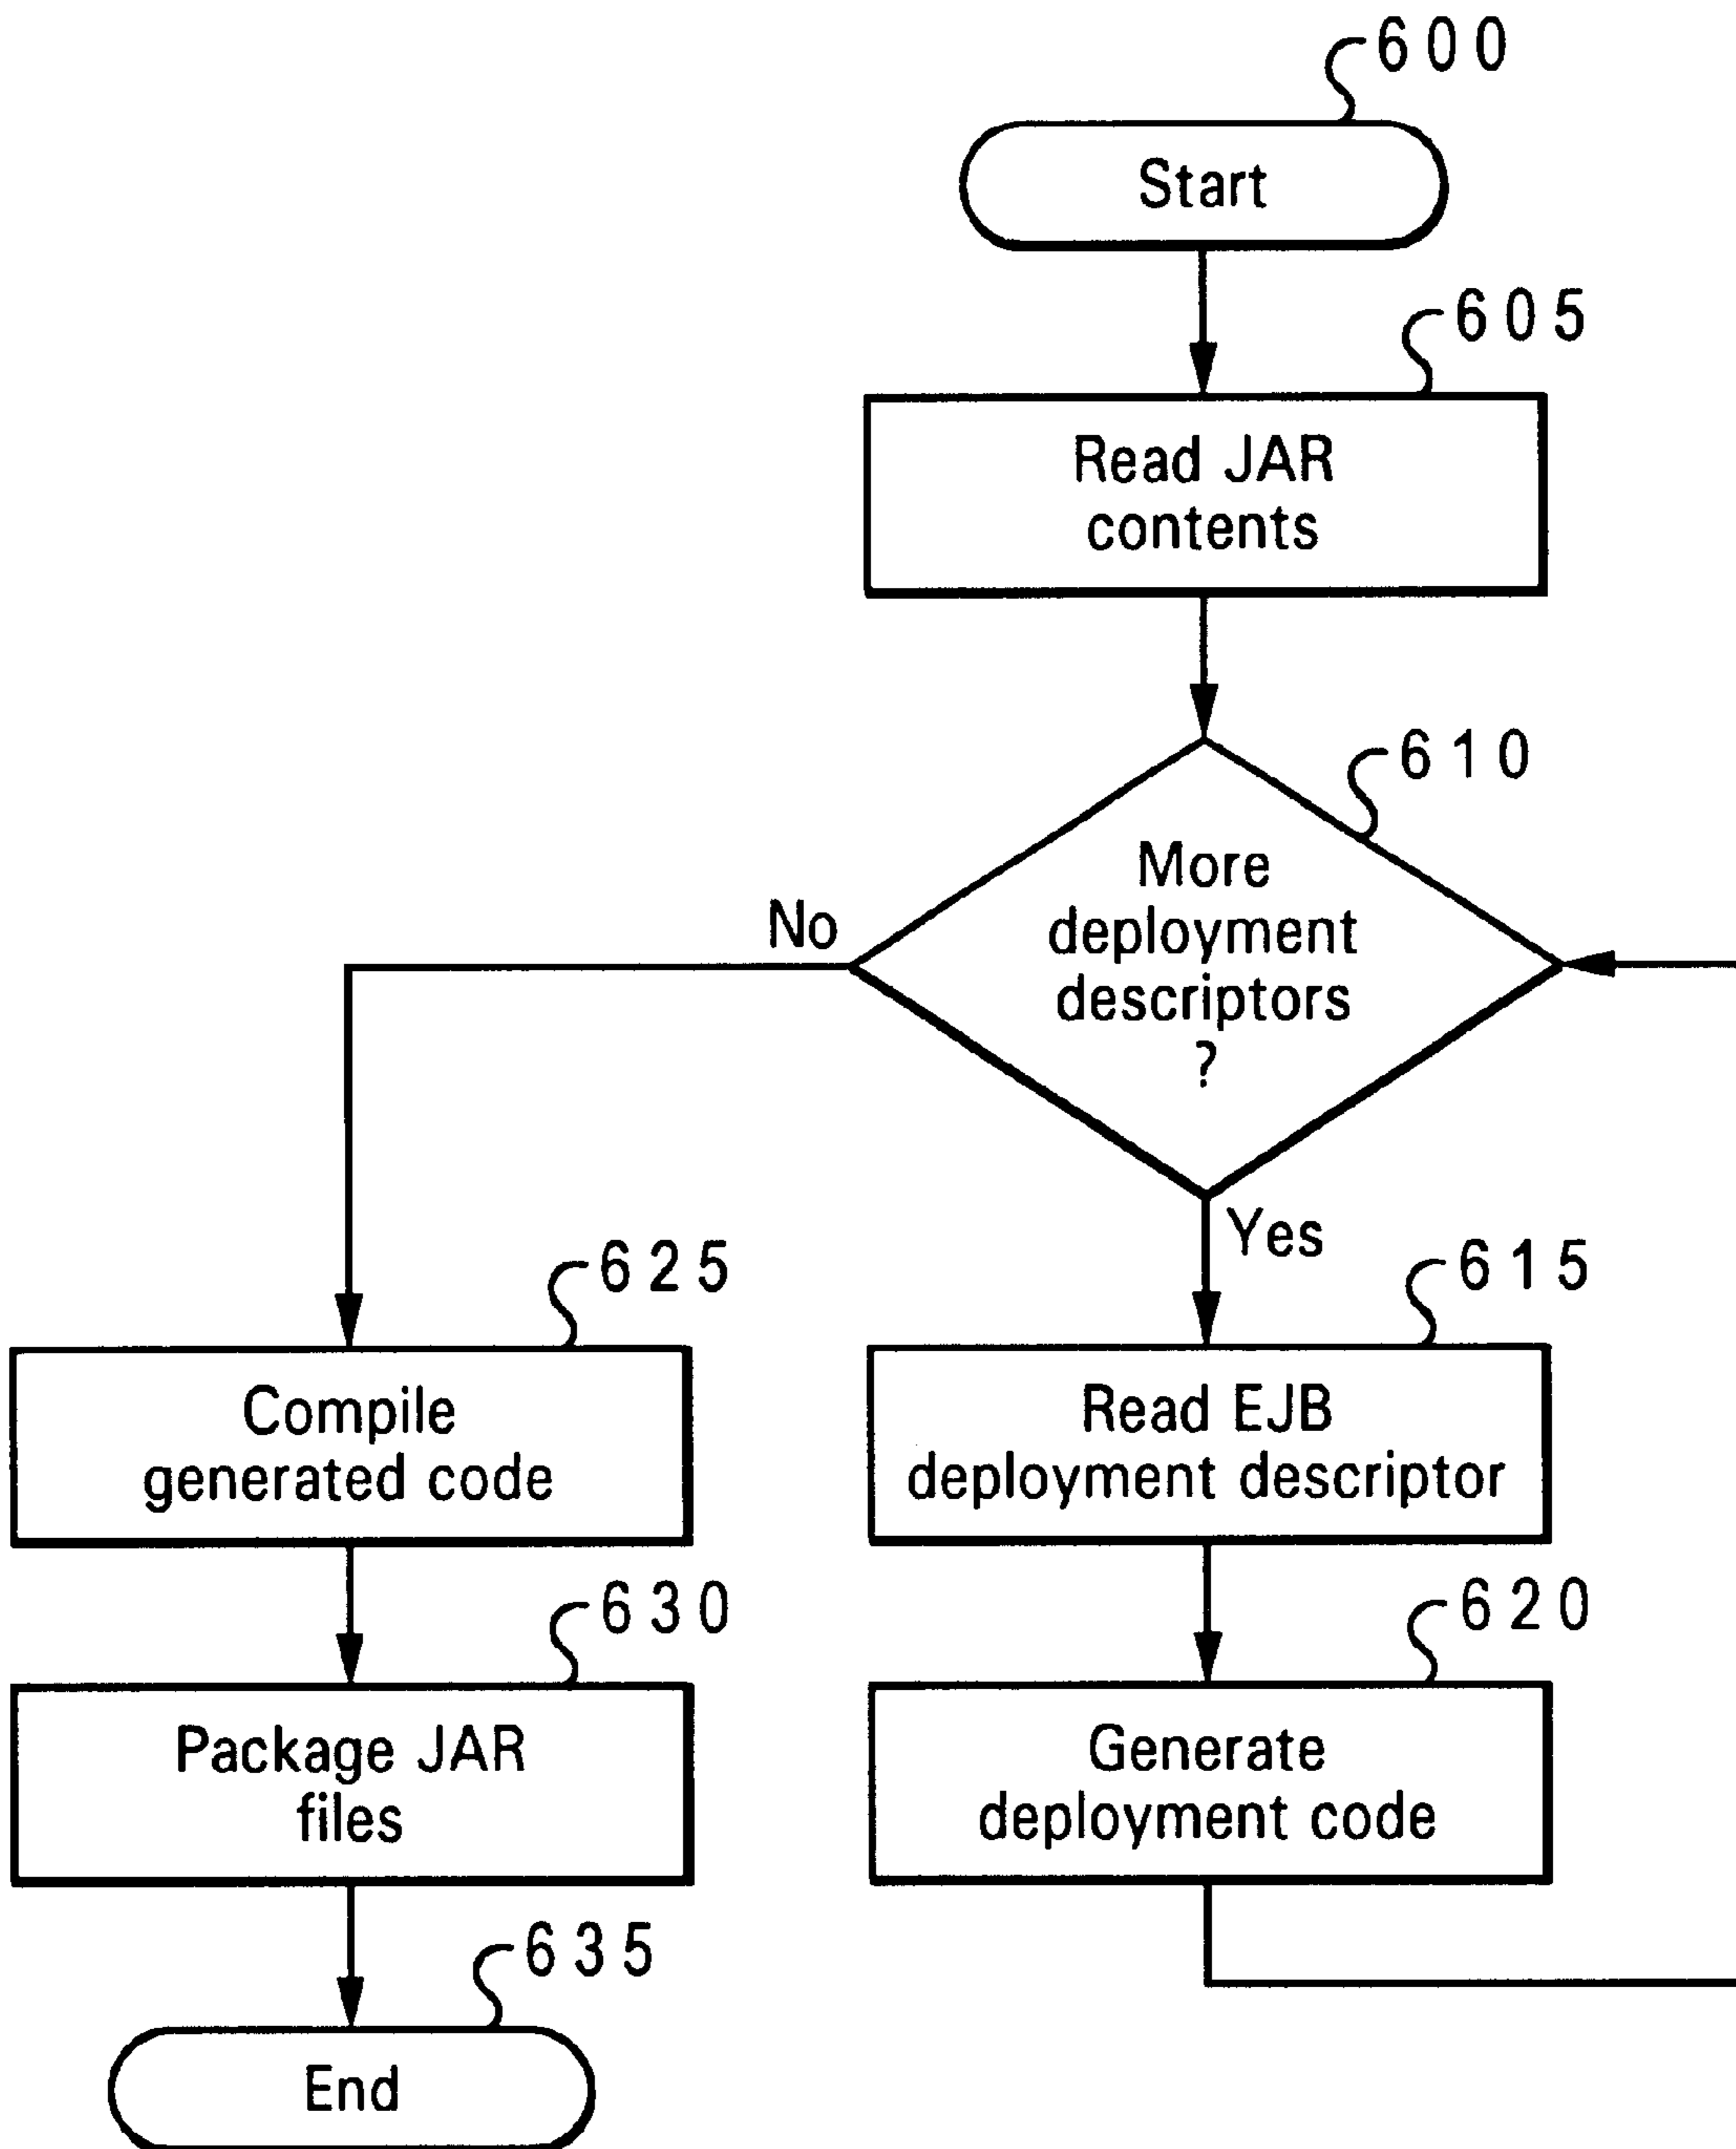 600
Start
605
Read JAR
contents
610
More
deployment
descriptors
?
No
Yes
625
Compile
generated code
615
Read EJB
deployment descriptor
630
Package JAR
files
620
Generate
deployment code
635
End